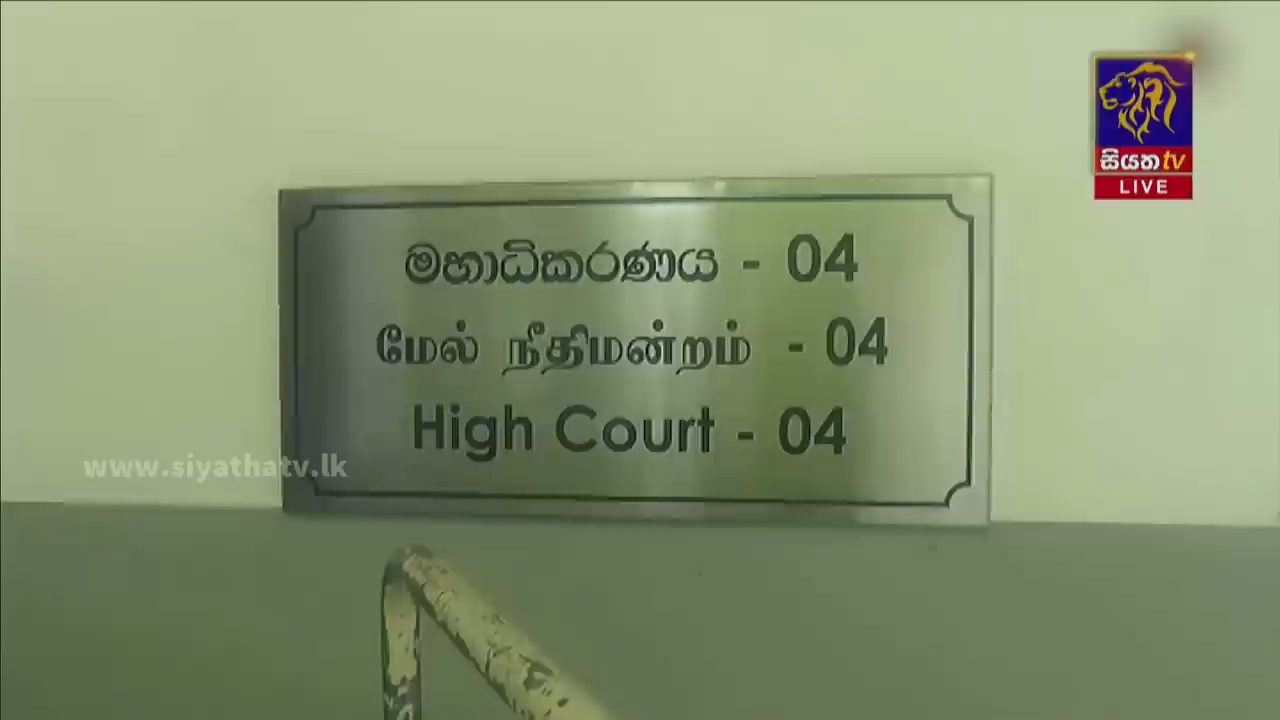 සියත tv
LIVE
මහාධිකරණය - 04
மேல் நீதிமன்றம் - 04
High Court - 04
www.siyathatv.lk